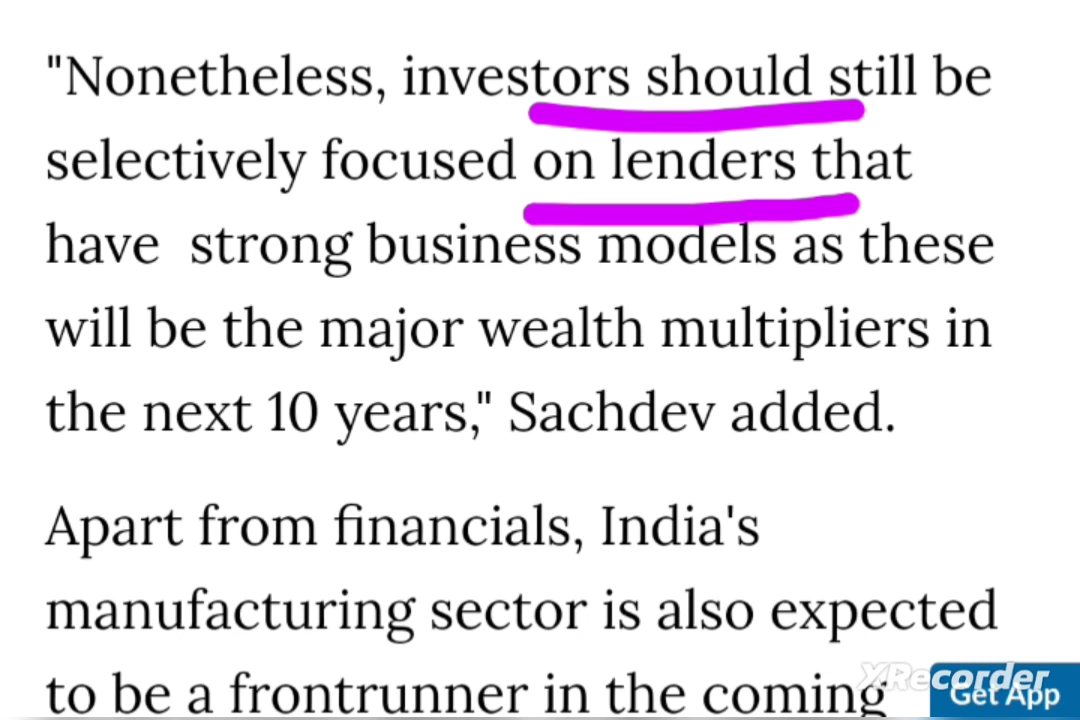 "Nonetheless, investors should still be
selectively focused on lenders that
have strong business models as these
will be the major wealth multipliers in
the next 10 years," Sachdev added.
Apart from financials, India's
manufacturing sector is also expected
to be a frontrunner in the coming
XRecorder
Get App